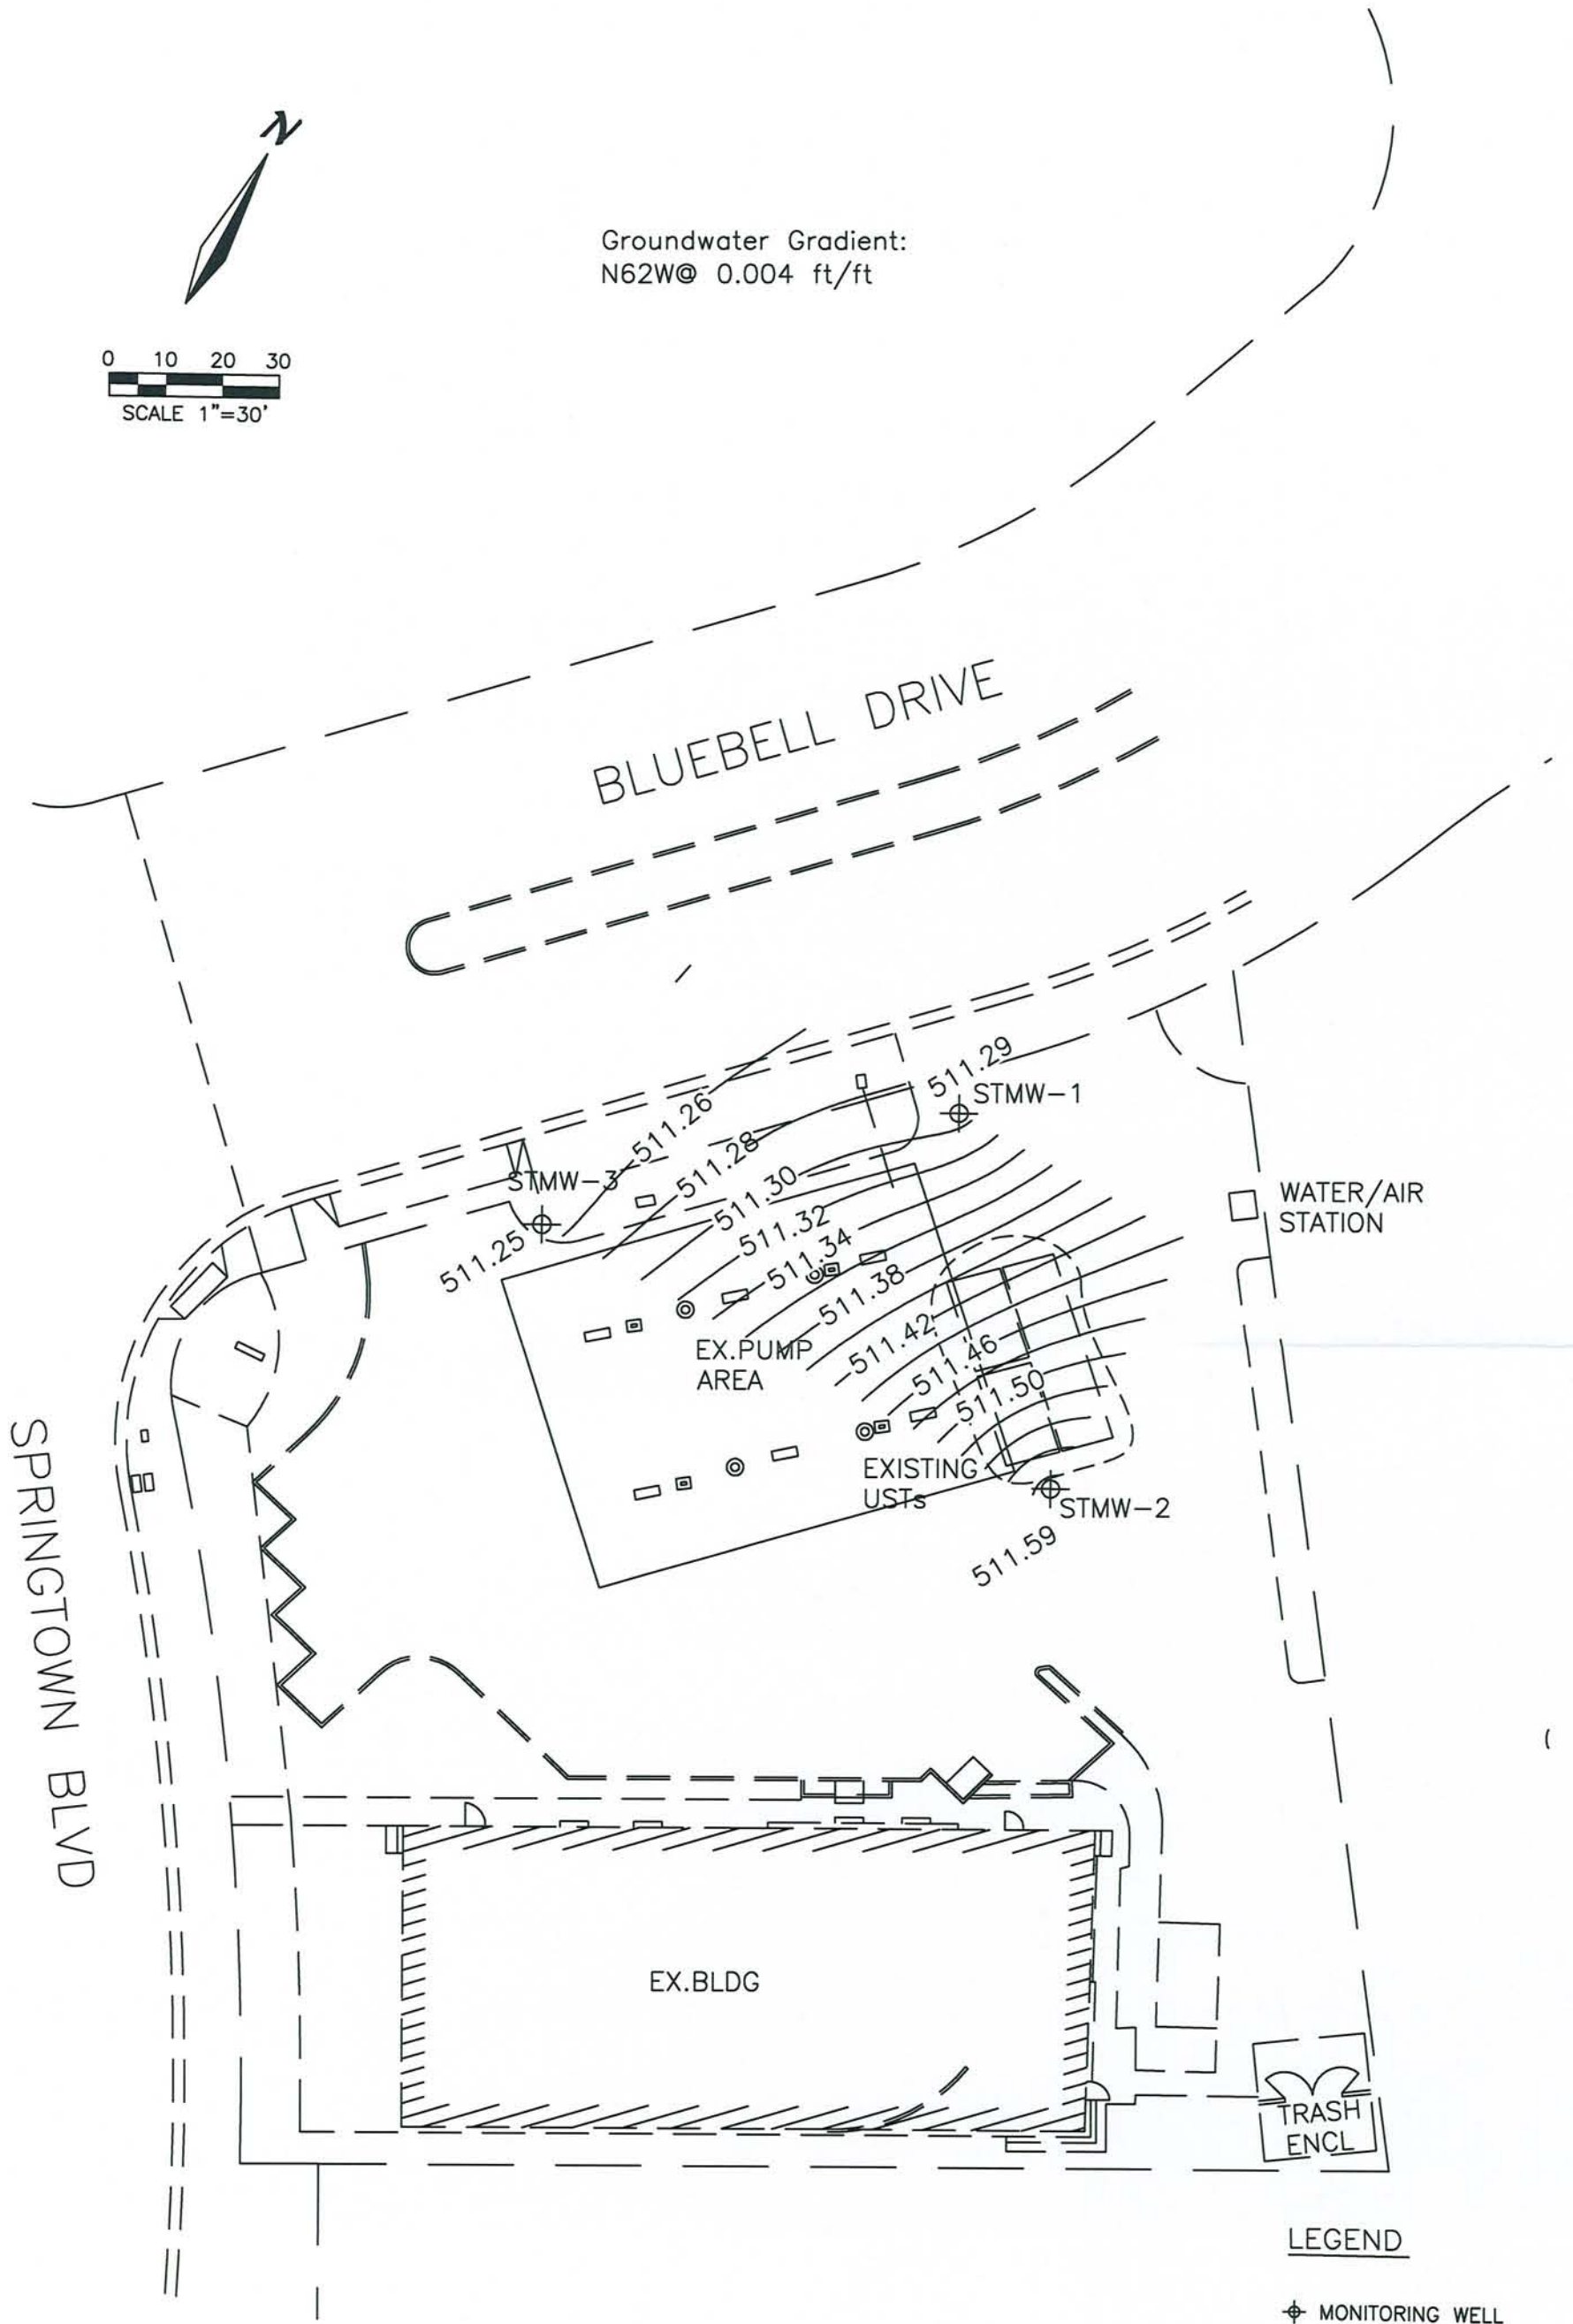 N
Groundwater Gradient:
N62W@ 0.004 ft/ft
0 10 20 30
SCALE 1"=30'
BLUEBELL DRIVE
511.29
STMW-1
511.26
511.28
STMW-3
511.30
511.25
511.32
511.34
511.38
WATER/AIR
STATION
EX.PUMP
AREA
511.42
511.46
511.50
EXISTING
USTs
STMW-2
511.59
SPRINGTOWN BLVD
EX.BLDG
TRASH
ENCL
LEGEND
MONITORING WELL